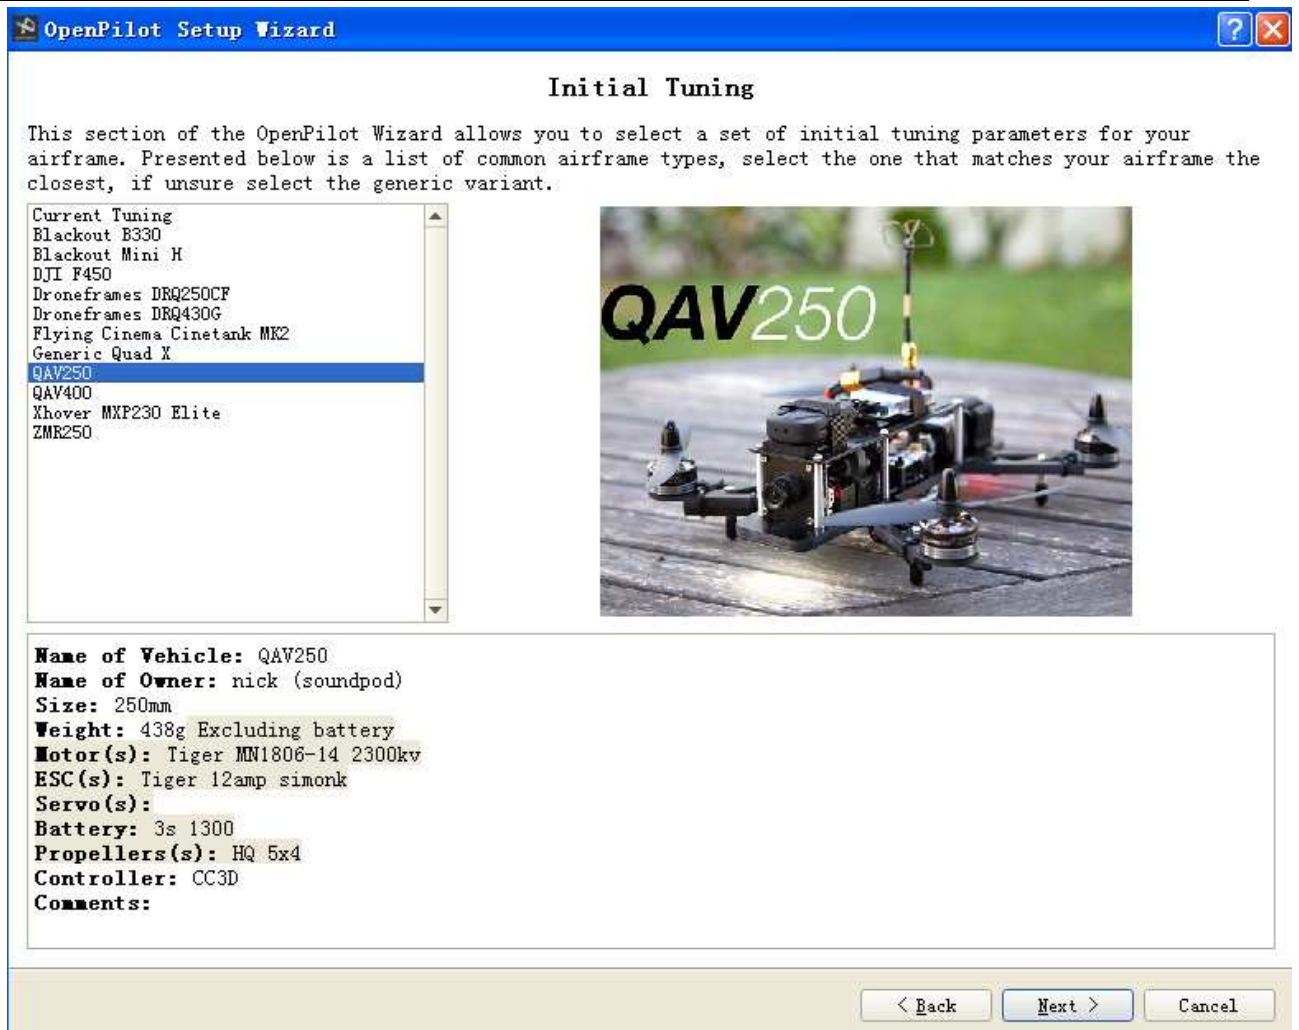 OpenPilot Setup Wizard
Initial Tuning
This section of the OpenPilot Wizard allows you to select a set of initial tuning parameters for your
airframe. Presented below is a list of common airframe types, select the one that matches your airframe the
closest, if unsure select the generic variant.
Current Tuning
Blackout B330
Blackout Mini H
DJI F450
Droneframes DRQ250CF
Droneframes DRQ430G
Flying Cinema Cinetank MK2
Generic Quad X
QAV250
QAV400
Xhover MXP230 Elite
ZMR250
QAV250
Name of Vehicle: QAV250
Name of Owner: nick (soundpod)
Size: 250mm
Weight: 438g Excluding battery
Motor(s): Tiger MN1806-14 2300kv
ESC(s): Tiger 12amp simonk
Servo(s):
Battery: 3s 1300
Propellers(s): HQ 5x4
Controller: CC3D
Comments:
< Back
Next >
Cancel